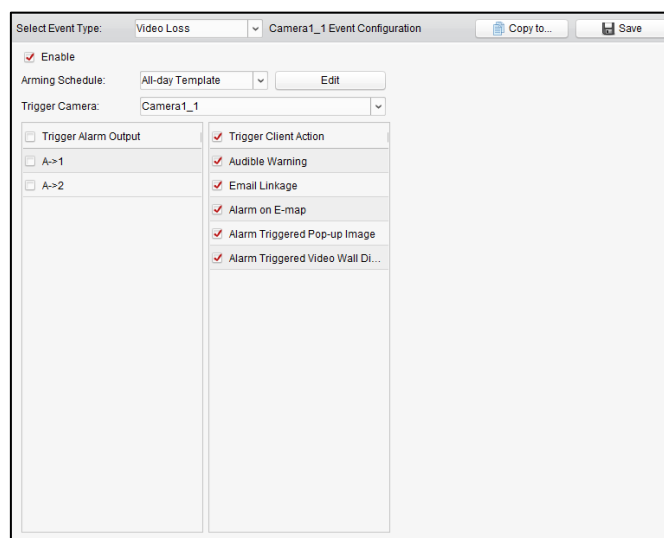 Select Event Type: Video Loss Camera1_1 Event Configuration Copy to... Save
Enable
Arming Schedule: All-day Template Edit
Trigger Camera: Camera1_1
Trigger Alarm Output Trigger Client Action
A->1 Audible Warning
A->2 Email Linkage
Alarm on E-map
Alarm Triggered Pop-up Image
Alarm Triggered Video Wall Di...